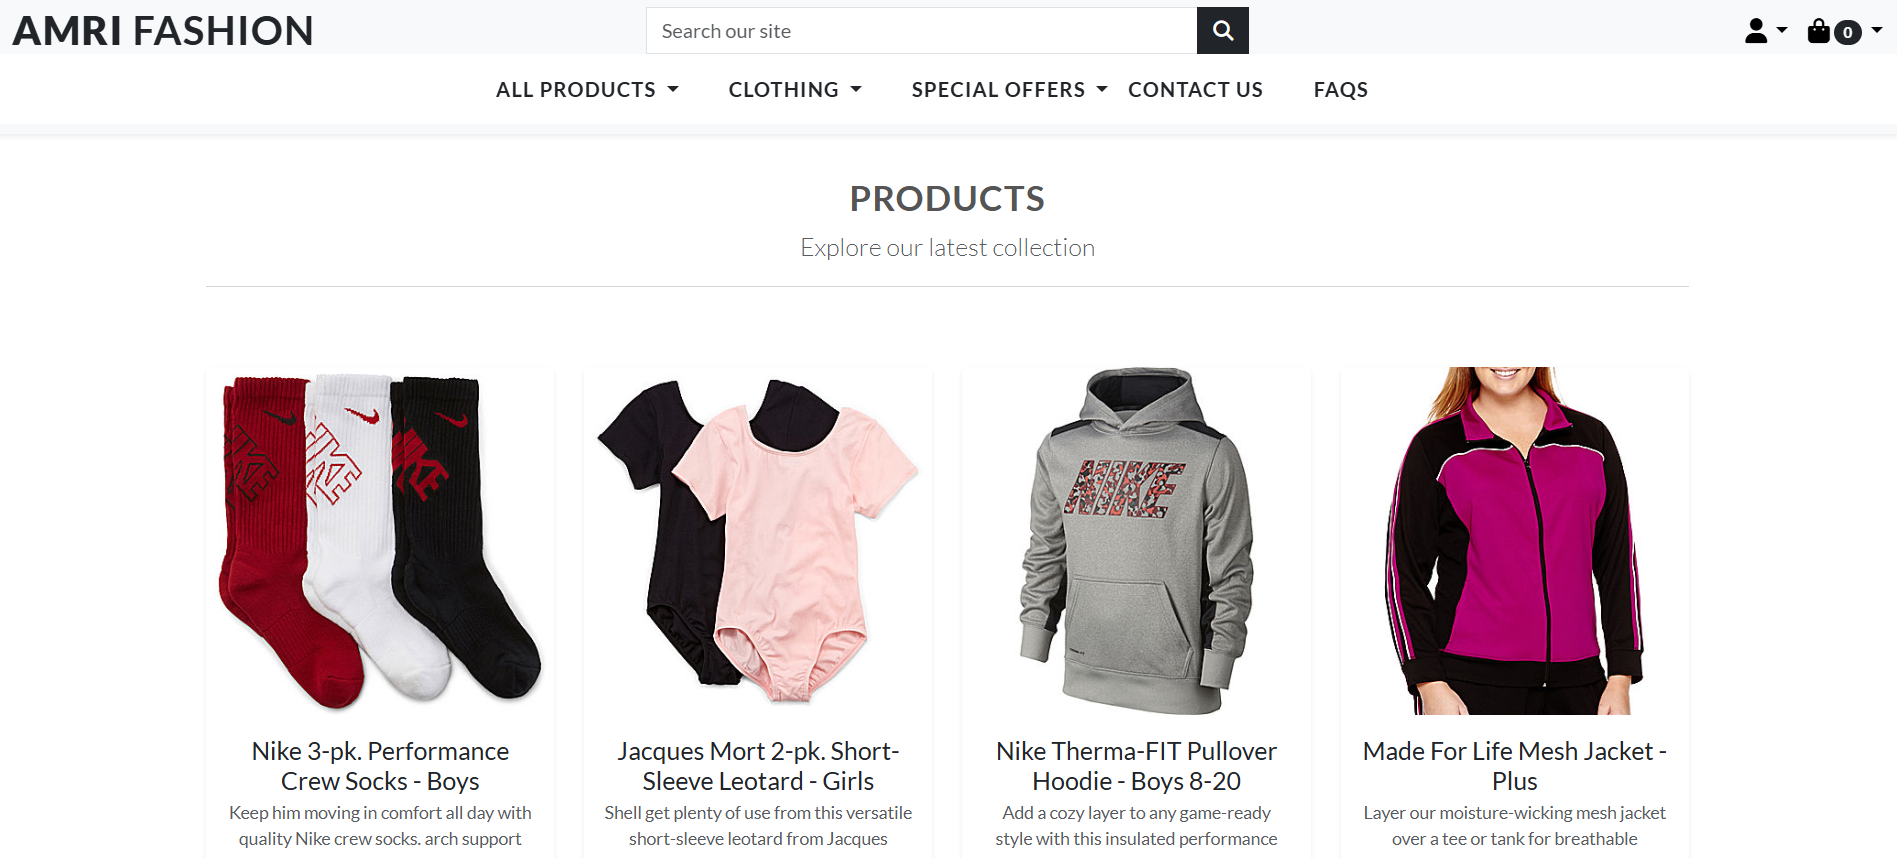 AMRI FASHION
Search our site
0
ALL PRODUCTS
CLOTHING
SPECIAL OFFERS
CONTACT US
FAQS
PRODUCTS
Explore our latest collection
NIKE
NIKE
NIKE
NIKE
Nike 3-pk. Performance
Crew Socks - Boys
Keep him moving in comfort all day with
quality Nike crew socks. arch support
Jacques Mort 2-pk. Short-
Sleeve Leotard - Girls
Shell get plenty of use from this versatile
short-sleeve leotard from Jacques
Nike Therma-FIT Pullover
Hoodie - Boys 8-20
Add a cozy layer to any game-ready
style with this insulated performance
Made For Life Mesh Jacket -
Plus
Layer our moisture-wicking mesh jacket
over a tee or tank for breathable